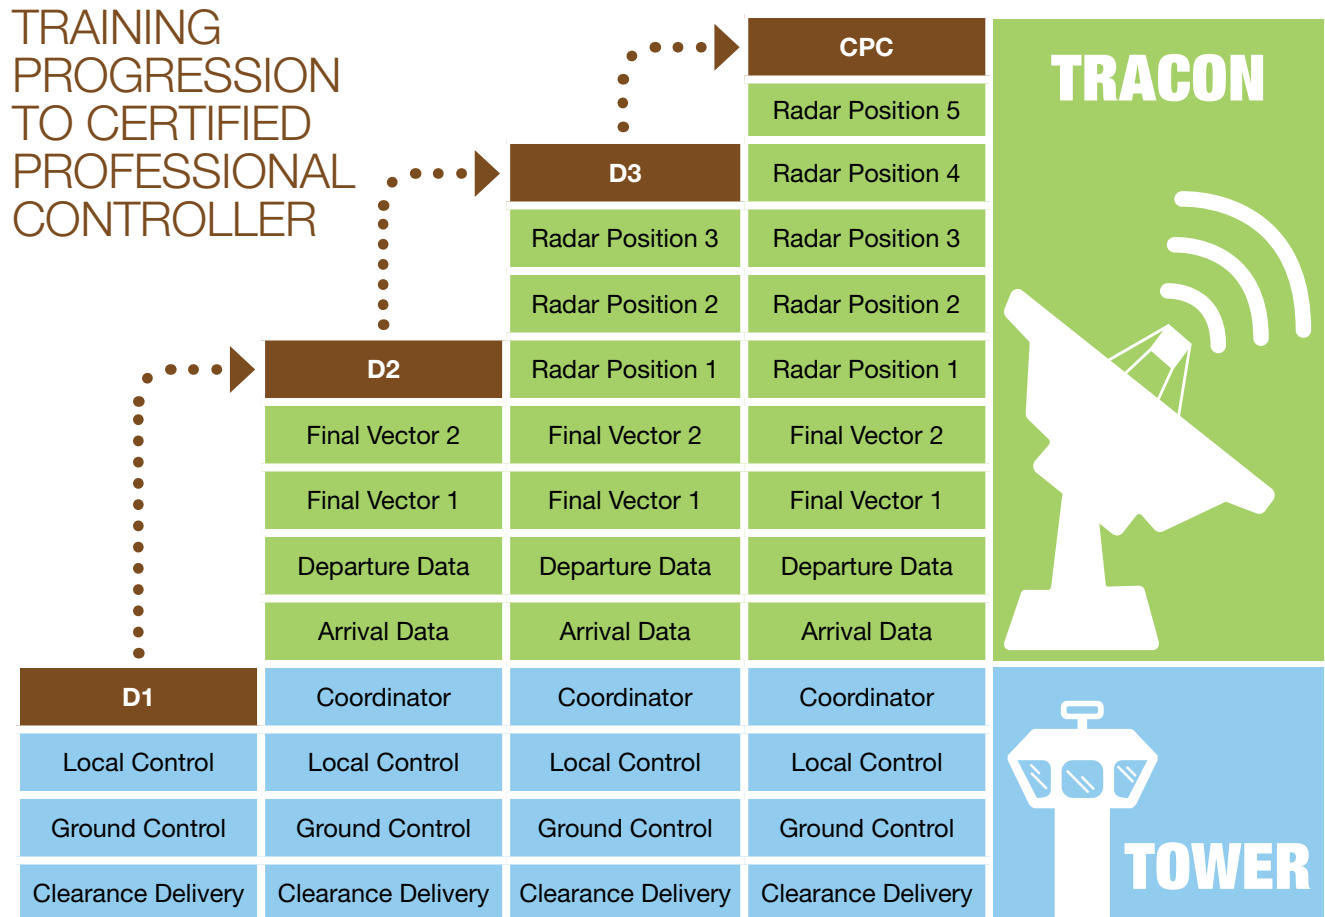 TRAINING
PROGRESSION
TO CERTIFIED
PROFESSIONAL
CONTROLLER
D1
Local Control
Ground Control
Clearance Delivery
D2
Final Vector 2
Final Vector 1
Departure Data
Arrival Data
Coordinator
Local Control
Ground Control
Clearance Delivery
D3
Radar Position 3
Radar Position 2
Radar Position 1
Final Vector 2
Final Vector 1
Departure Data
Arrival Data
Coordinator
Local Control
Ground Control
Clearance Delivery
CPC
Radar Position 5
Radar Position 4
Radar Position 3
Radar Position 2
Radar Position 1
Final Vector 2
Final Vector 1
Departure Data
Arrival Data
Coordinator
Local Control
Ground Control
Clearance Delivery
TRACON
TOWER